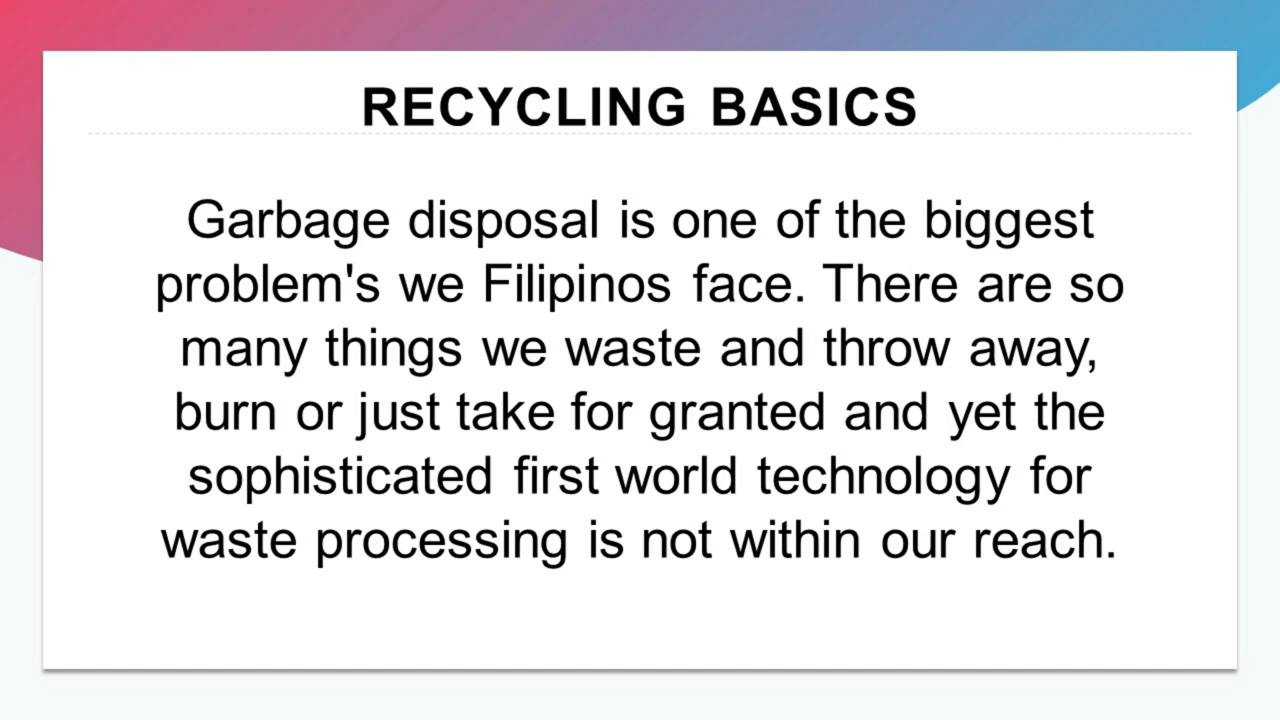 RECYCLING BASICS
Garbage disposal is one of the biggest
problem's we Filipinos face. There are so
many things we waste and throw away,
burn or just take for granted and yet the
sophisticated first world technology for
waste processing is not within our reach.